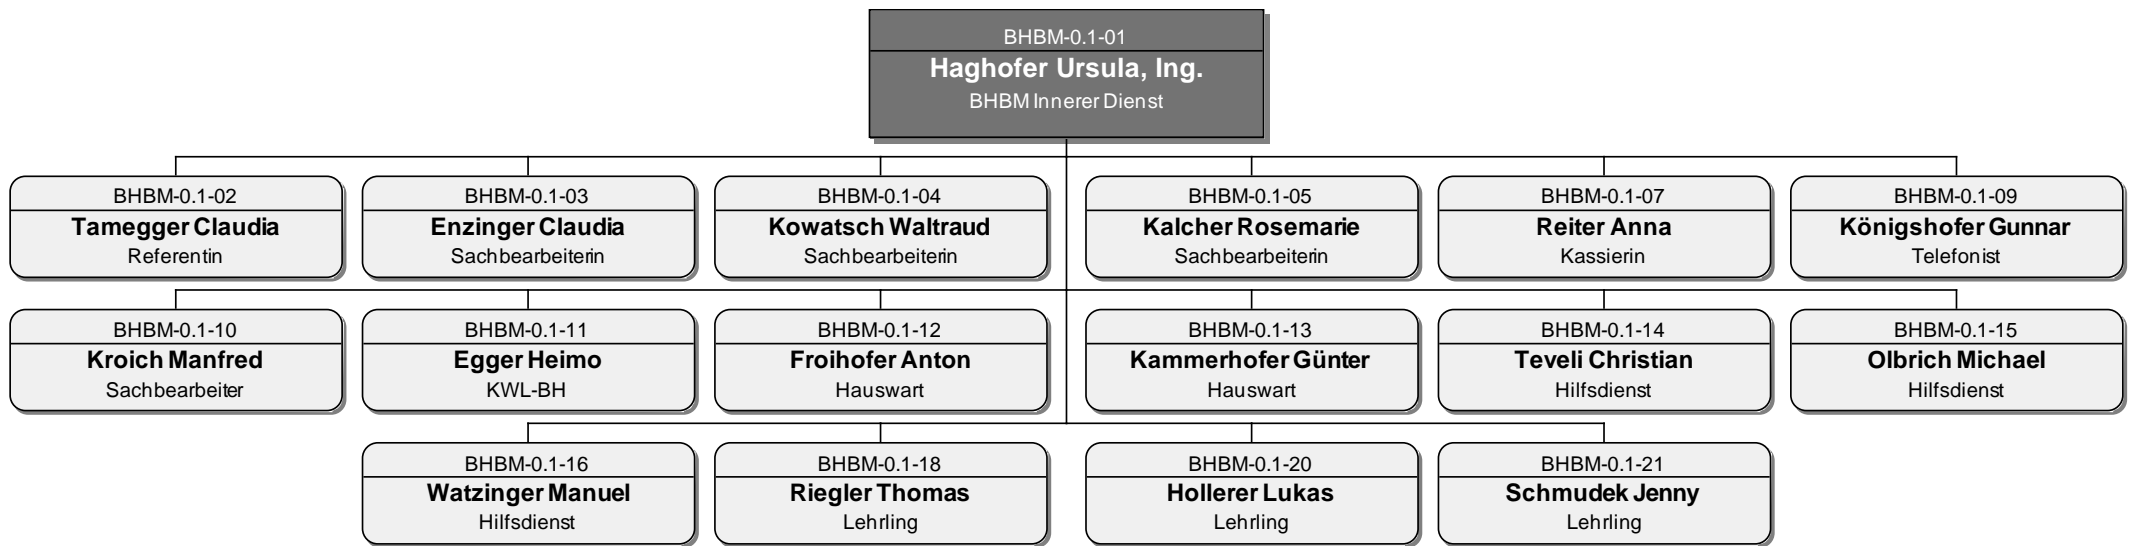 BHBM-0.1-01
Haghofer Ursula, Ing.
BHBM Innerer Dienst
BHBM-0.1-02
Tamegger Claudia
Referentin
BHBM-0.1-03
Enzinger Claudia
Sachbearbeiterin
BHBM-0.1-04
Kowatsch Waltraud
Sachbearbeiterin
BHBM-0.1-05
Kalcher Rosemarie
Sachbearbeiterin
BHBM-0.1-07
Reiter Anna
Kassierin
BHBM-0.1-09
Königshofer Gunnar
Telefonist
BHBM-0.1-10
Kroich Manfred
Sachbearbeiter
BHBM-0.1-11
Egger Heimo
KWL-BH
BHBM-0.1-12
Froihofer Anton
Hauswart
BHBM-0.1-13
Kammerhofer Günter
Hauswart
BHBM-0.1-14
Teveli Christian
Hilfsdienst
BHBM-0.1-15
Olbrich Michael
Hilfsdienst
BHBM-0.1-16
Watzinger Manuel
Hilfsdienst
BHBM-0.1-18
Riegler Thomas
Lehrling
BHBM-0.1-20
Hollerer Lukas
Lehrling
BHBM-0.1-21
Schmudek Jenny
Lehrling